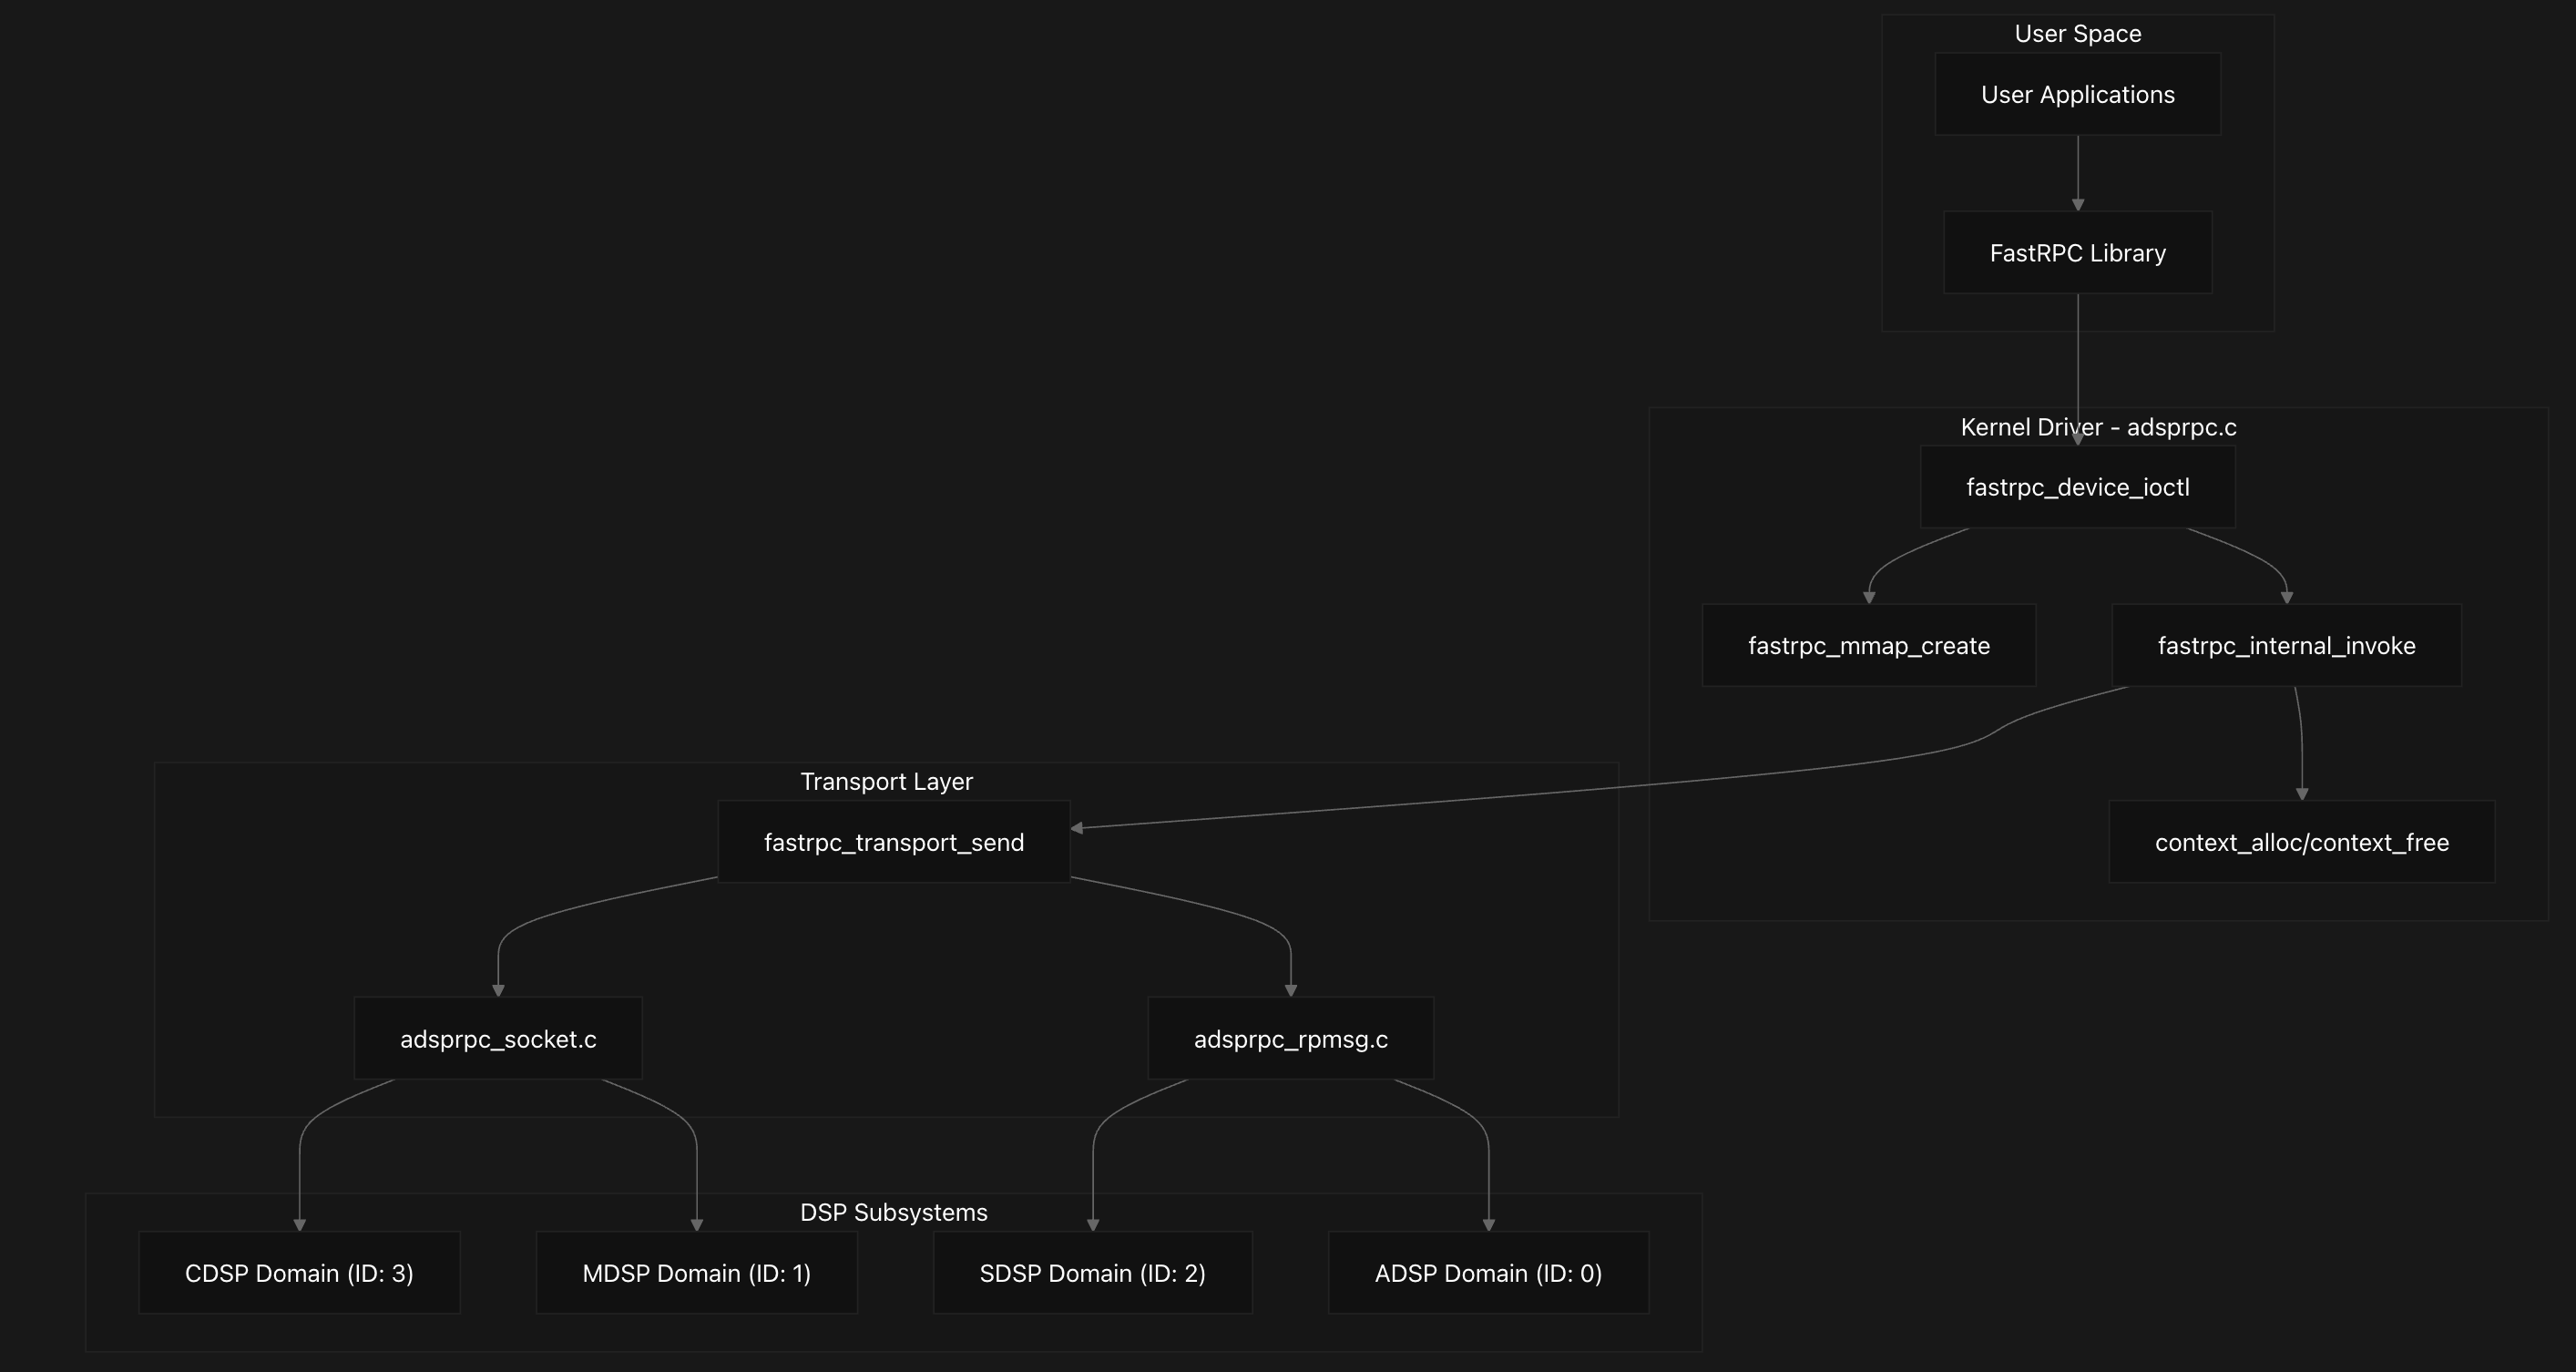 User Space
User Applications
FastRPC Library
Kernel Driver - adsprpc.c
fastrpc_device_ioctl
fastrpc_mmap_create
fastrpc_internal_invoke
Transport Layer
fastrpc_transport_send
context_alloc/context_free
adsprpc_socket.c
adsprpc_rpmsg.c
DSP Subsystems
CDSP Domain (ID: 3)
MDSP Domain (ID: 1)
SDSP Domain (ID: 2)
ADSP Domain (ID: 0)